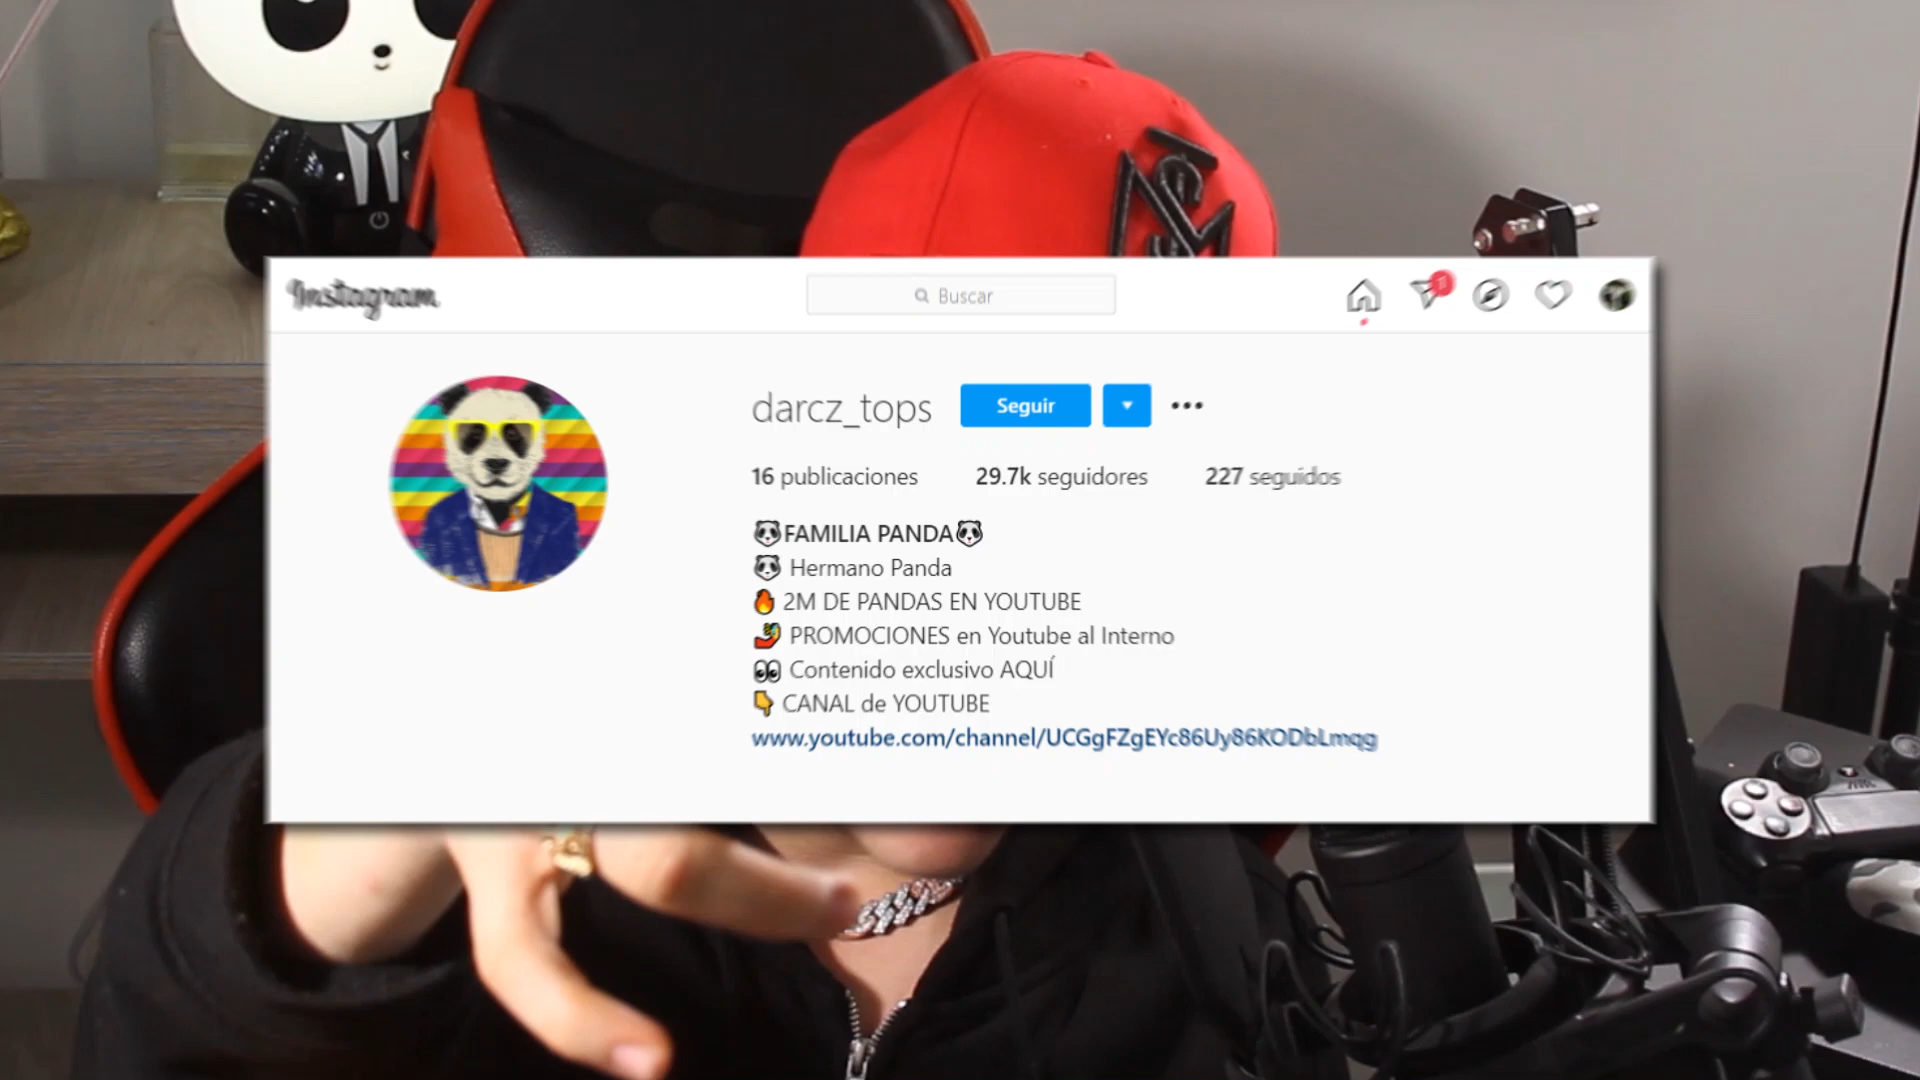 Instagram
Buscar
darcz_tops
Seguir
16 publicaciones 29.7k seguidores 227 seguidos
🐼FAMILIA PANDA🐼
🐼 Hermano Panda
🔥 2M DE PANDAS EN YOUTUBE
🤳 PROMOCIONES en Youtube al Interno
👀 Contenido exclusivo AQUÍ
👇 CANAL de YOUTUBE
www.youtube.com/channel/UCGgFZgEYc86Uy86KODbLmqg